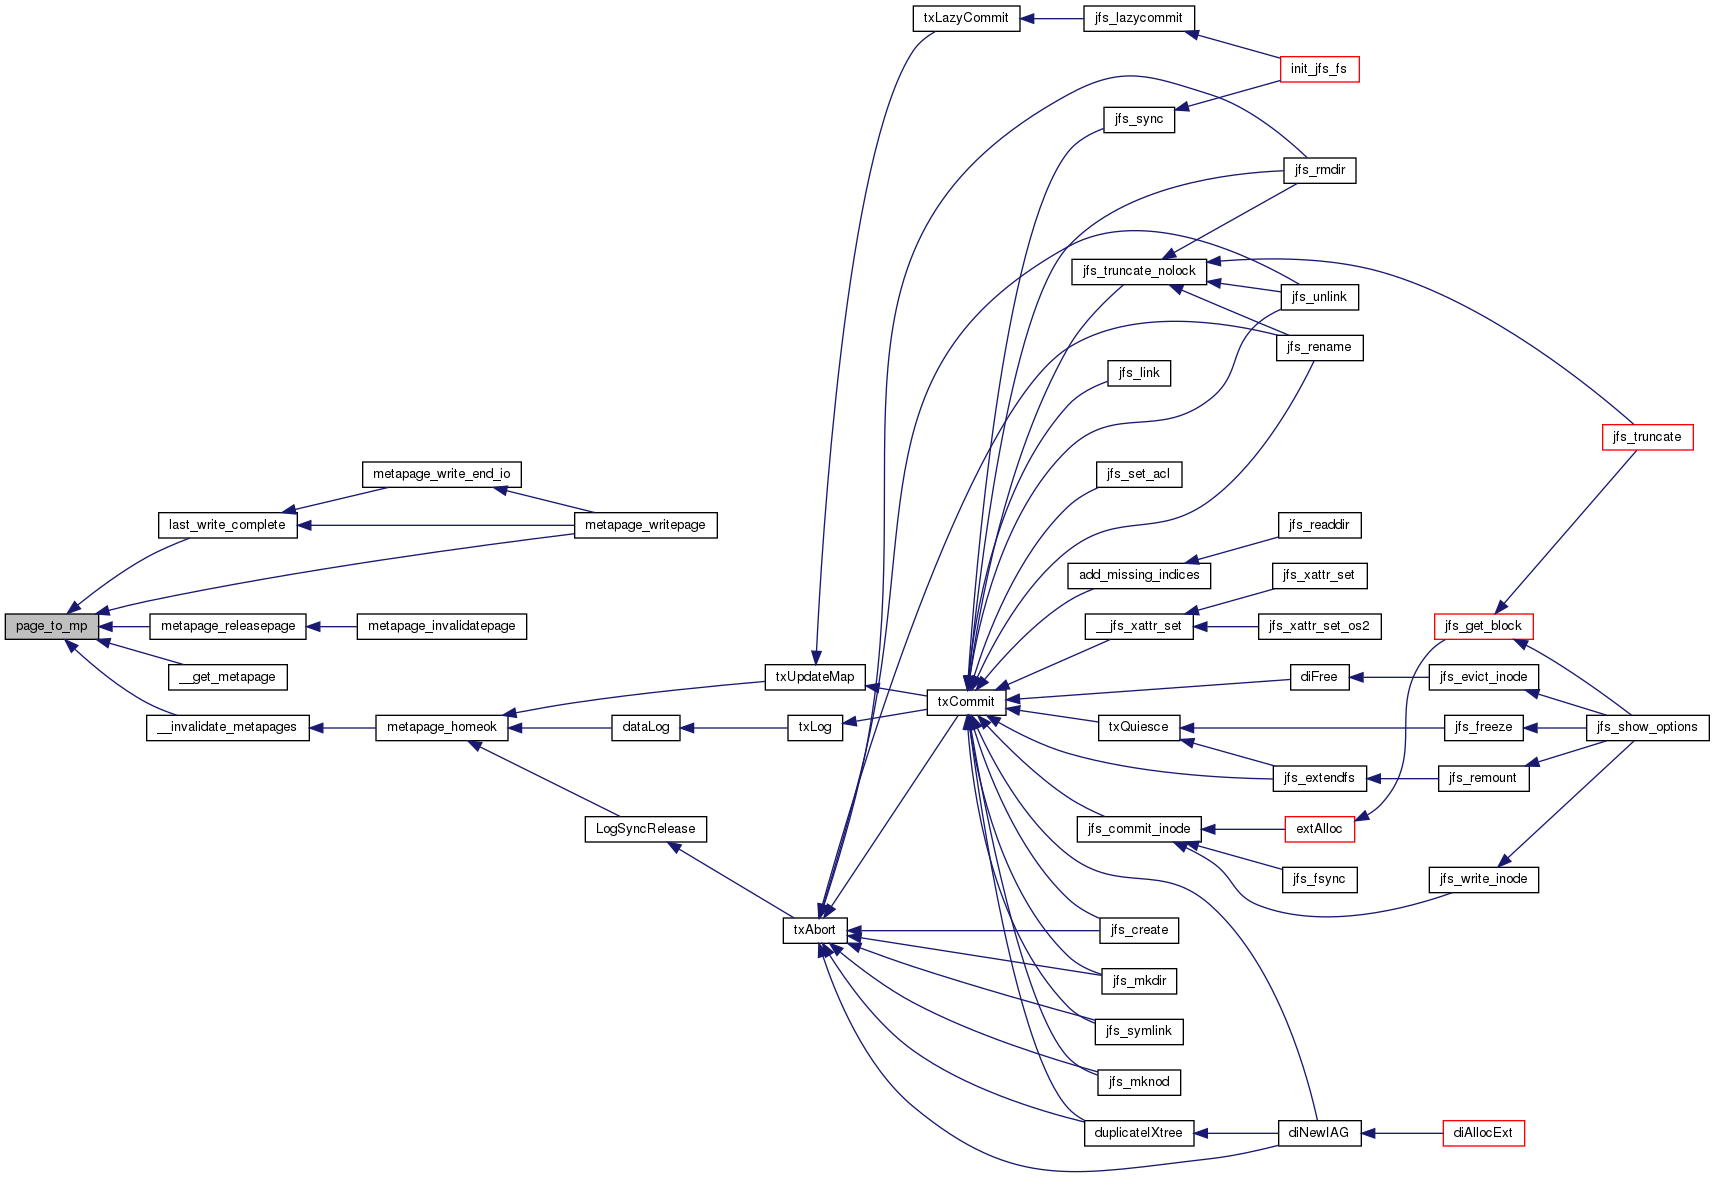 txLazyCommit
jfs_lazycommit
init_jfs_fs
jfs_sync
jfs_rmdir
jfs_truncate_nolock
jfs_unlink
jfs_rename
jfs_link
jfs_truncate
metapage_write_end_io
jfs_set_acl
last_write_complete
metapage_writepage
jfs_readdir
add_missing_indices
jfs_xattr_set
page_to_mp
metapage_releasepage
metapage_invalidatepage
__jfs_xattr_set
jfs_xattr_set_os2
jfs_get_block
__get_metapage
txUpdateMap
diFree
jfs_evict_inode
txCommit
__invalidate_metapages
metapage_homeok
dataLog
txLog
txQuiesce
jfs_freeze
jfs_show_options
jfs_extendfs
jfs_remount
LogSyncRelease
jfs_commit_inode
extAlloc
jfs_fsync
jfs_write_inode
txAbort
jfs_create
jfs_mkdir
jfs_symlink
jfs_mknod
duplicateIXtree
diNewIAG
diAllocExt